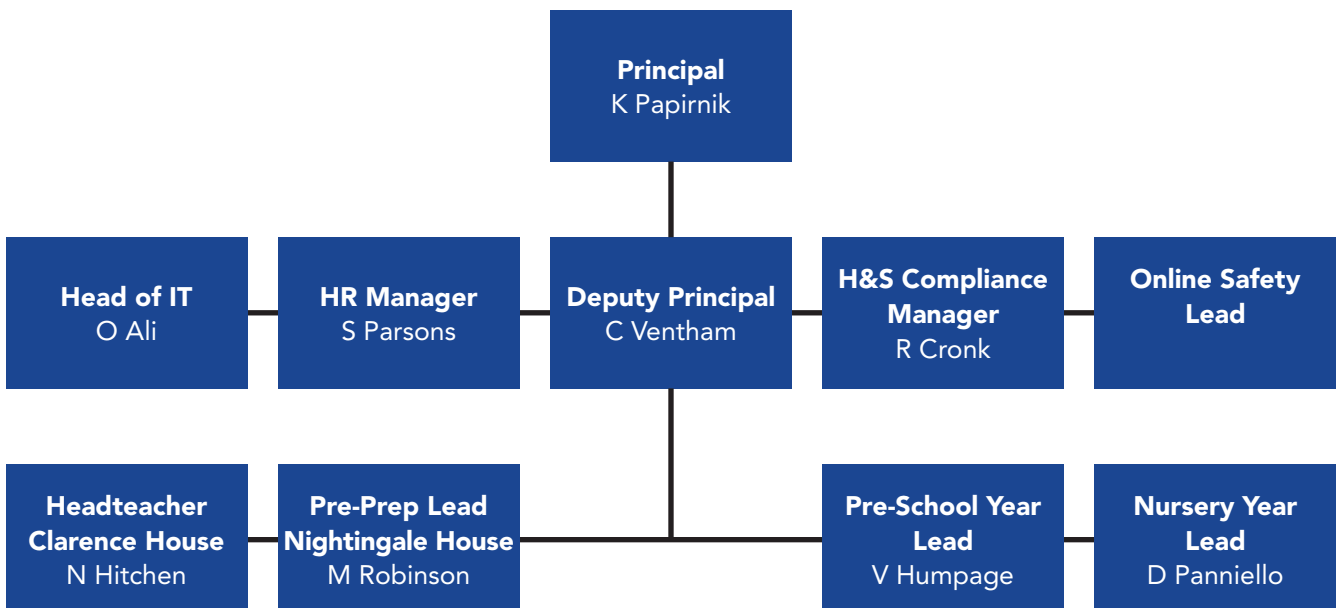 Principal
K Papirnik
Head of IT
O Ali
HR Manager
S Parsons
Deputy Principal
C Ventham
H&S Compliance
Manager
R Cronk
Online Safety
Lead
Headteacher
Clarence House
N Hitchen
Pre-Prep Lead
Nightingale House
M Robinson
Pre-School Year
Lead
V Humpage
Nursery Year
Lead
D Panniello